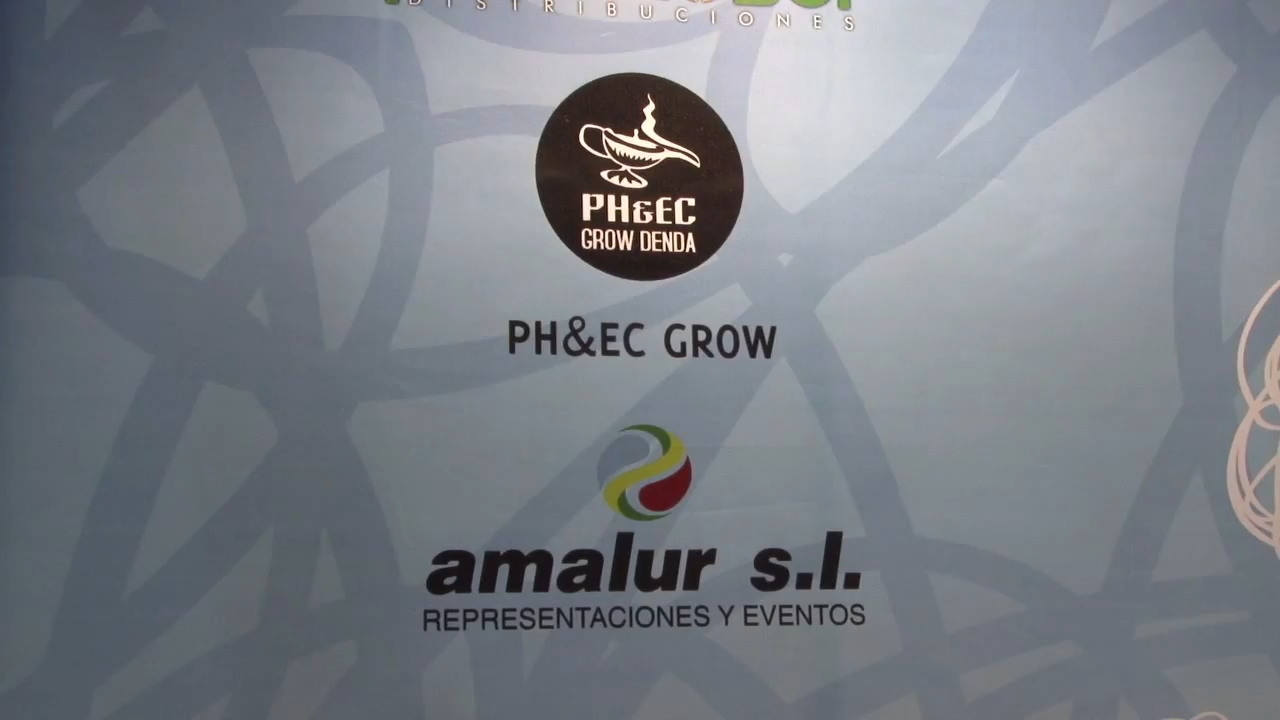 DISTRIBUCIONES
PH&EC
GROW DENDA
PH&EC GROW
amalur s.l.
REPRESENTACIONES Y EVENTOS